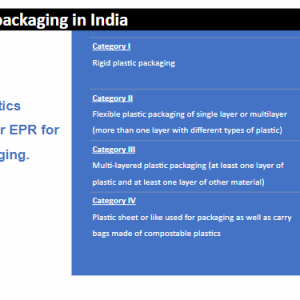 packaging in India
Category I
Rigid plastic packaging
tics
Category II
Flexible plastic packaging of single layer or multilayer
r EPR for
(more than one layer with different types of plastic)
ging.
Category III
Multi-layered plastic packaging (at least one layer of
plastic and at least one layer of other material)
Category IV
Plastic sheet or like used for packaging as well as carry
bags made of compostable plastics